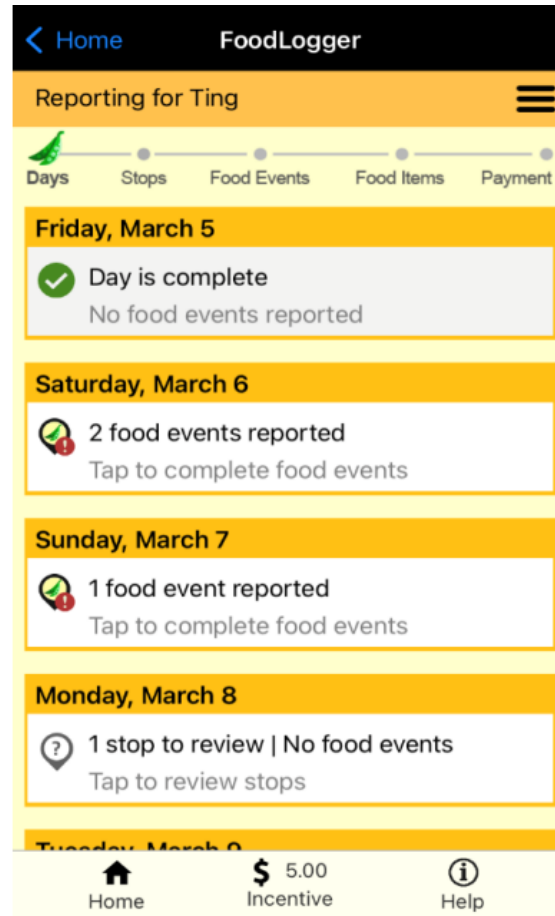 Home FoodLogger
Reporting for Ting
Days Stops Food Events Food Items Payment
Friday, March 5
Day is complete
No food events reported
Saturday, March 6
2 food events reported
Tap to complete food events
Sunday, March 7
1 food event reported
Tap to complete food events
Monday, March 8
? 1 stop to review | No food events
Tap to review stops
Tuesday, March 9
$ 5.00
Home Incentive Help